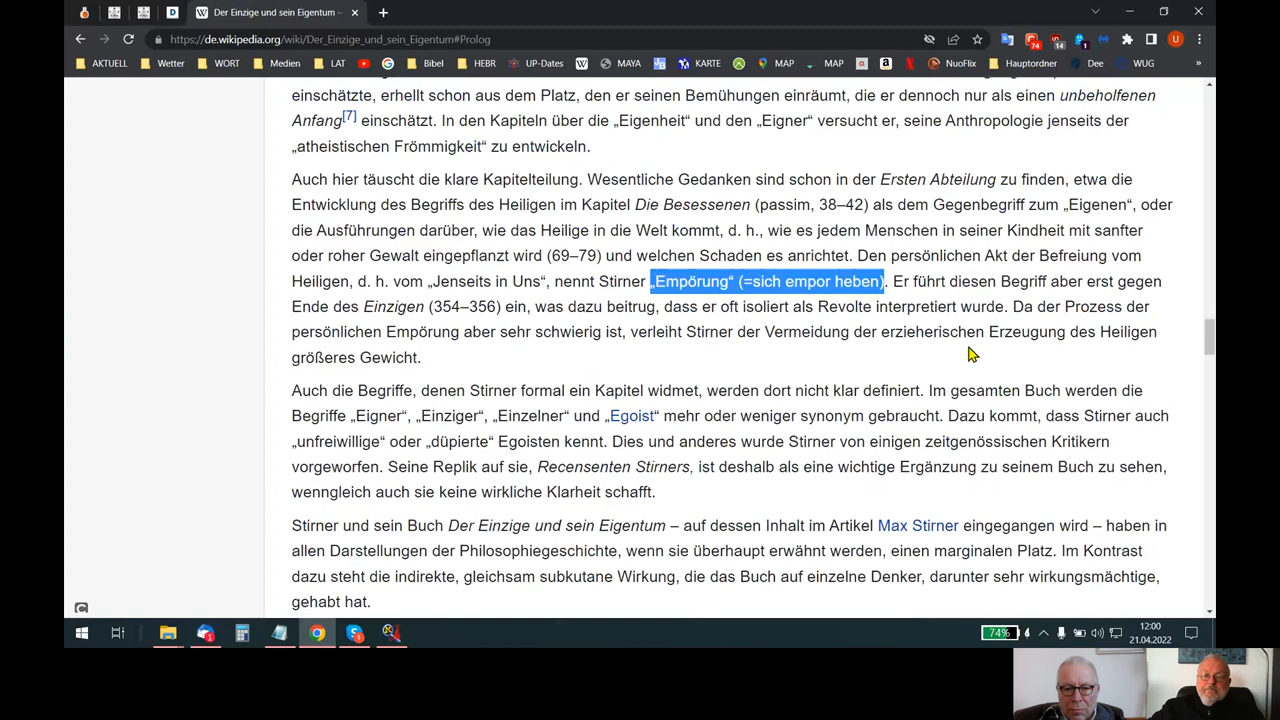 Der Einzige und sein Eigentum –
https://de.wikipedia.org/wiki/Der_Einzige_und_sein_Eigentum#Prolog
74
14
1
U
AKTUELL Wetter WORT Medien LAT Bibel HEBR UP-Dates MAYA KARTE MAP MAP NuoFlix Hauptordner Dee WUG »
einschätzte, erhellt schon aus dem Platz, den er seinen Bemühungen einräumt, die er dennoch nur als einen unbeholfenen
Anfang[7] einschätzt. In den Kapiteln über die „Eigenheit“ und den „Eigner“ versucht er, seine Anthropologie jenseits der
„atheistischen Frömmigkeit“ zu entwickeln.
Auch hier täuscht die klare Kapitelteilung. Wesentliche Gedanken sind schon in der Ersten Abteilung zu finden, etwa die
Entwicklung des Begriffs des Heiligen im Kapitel Die Besessenen (passim, 38–42) als dem Gegenbegriff zum „Eigenen“, oder
die Ausführungen darüber, wie das Heilige in die Welt kommt, d. h., wie es jedem Menschen in seiner Kindheit mit sanfter
oder roher Gewalt eingepflanzt wird (69–79) und welchen Schaden es anrichtet. Den persönlichen Akt der Befreiung vom
Heiligen, d. h. vom „Jenseits in Uns“, nennt Stirner „Empörung“ (=sich empor heben). Er führt diesen Begriff aber erst gegen
Ende des Einzigen (354–356) ein, was dazu beitrug, dass er oft isoliert als Revolte interpretiert wurde. Da der Prozess der
persönlichen Empörung aber sehr schwierig ist, verleiht Stirner der Vermeidung der erzieherischen Erzeugung des Heiligen
größeres Gewicht.
Auch die Begriffe, denen Stirner formal ein Kapitel widmet, werden dort nicht klar definiert. Im gesamten Buch werden die
Begriffe „Eigner“, „Einziger“, „Einzelner“ und „Egoist“ mehr oder weniger synonym gebraucht. Dazu kommt, dass Stirner auch
„unfreiwillige“ oder „düpierte“ Egoisten kennt. Dies und anderes wurde Stirner von einigen zeitgenössischen Kritikern
vorgeworfen. Seine Replik auf sie, Recensenten Stirners, ist deshalb als eine wichtige Ergänzung zu seinem Buch zu sehen,
wenngleich auch sie keine wirkliche Klarheit schafft.
Stirner und sein Buch Der Einzige und sein Eigentum – auf dessen Inhalt im Artikel Max Stirner eingegangen wird – haben in
allen Darstellungen der Philosophiegeschichte, wenn sie überhaupt erwähnt werden, einen marginalen Platz. Im Kontrast
dazu steht die indirekte, gleichsam subkutane Wirkung, die das Buch auf einzelne Denker, darunter sehr wirkungsmächtige,
gehabt hat.
74%
12:00
21.04.2022